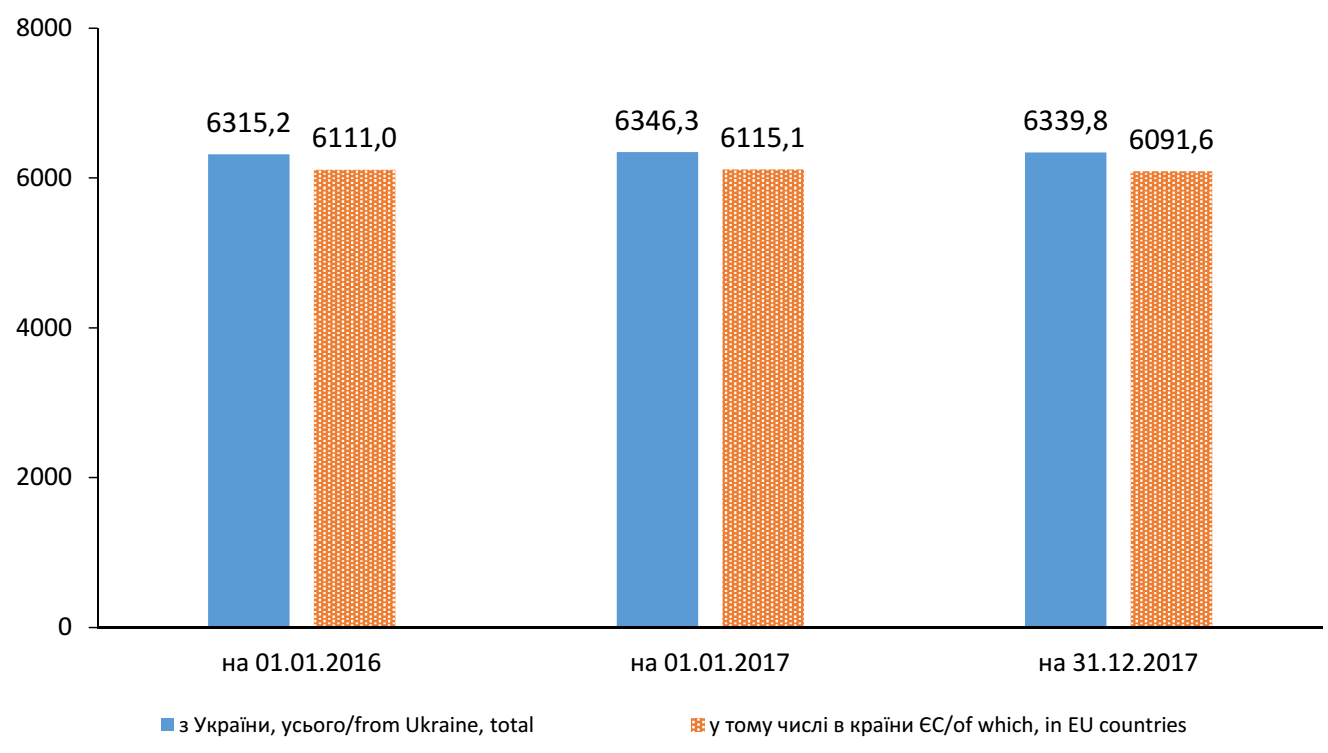 8000
6315,2 6111,0 6346,3 6115,1 6339,8 6091,6
6000
4000
2000
0
на 01.01.2016 на 01.01.2017 на 31.12.2017
з України, усього/from Ukraine, total у тому числі в країни ЄС/of which, in EU countries